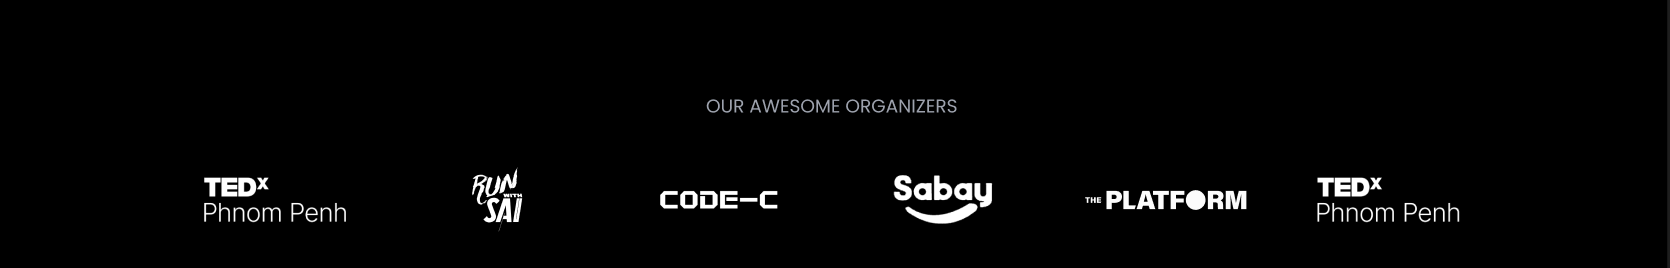 OUR AWESOME ORGANIZERS
TEDx
Phnom Penh
RUN
WITH
SAI
CODE-C
Sabay
THE PLATFORM
TEDx
Phnom Penh